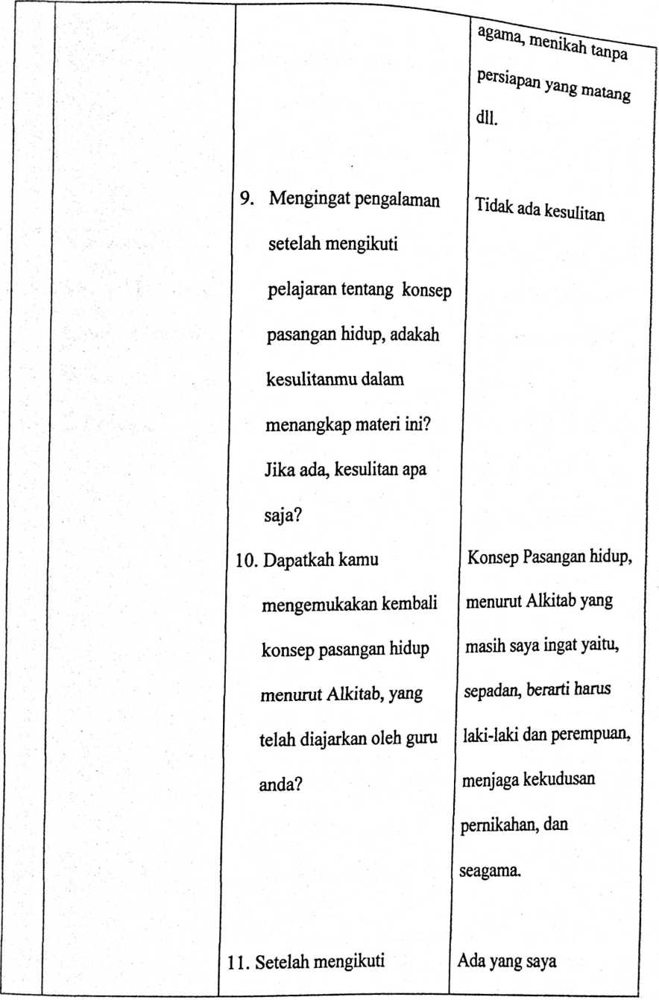 agama, menikah tanpa
persiapan yang matang
dll.
9. Mengingat pengalaman
setelah mengikuti
pelajaran tentang konsep
pasangan hidup, adakah
kesulitanmu dalam
menangkap materi ini?
Jika ada, kesulitan apa
saja?
Tidak ada kesulitan
10. Dapatkah kamu
mengemukakan kembali
konsep pasangan hidup
menurut Alkitab, yang
telah diajarkan oleh guru
anda?
Konsep Pasangan hidup,
menurut Alkitab yang
masih saya ingat yaitu,
sepadan, berarti harus
laki-laki dan perempuan,
menjaga kekudusan
pernikahan, dan
seagama.
11. Setelah mengikuti
Ada yang saya